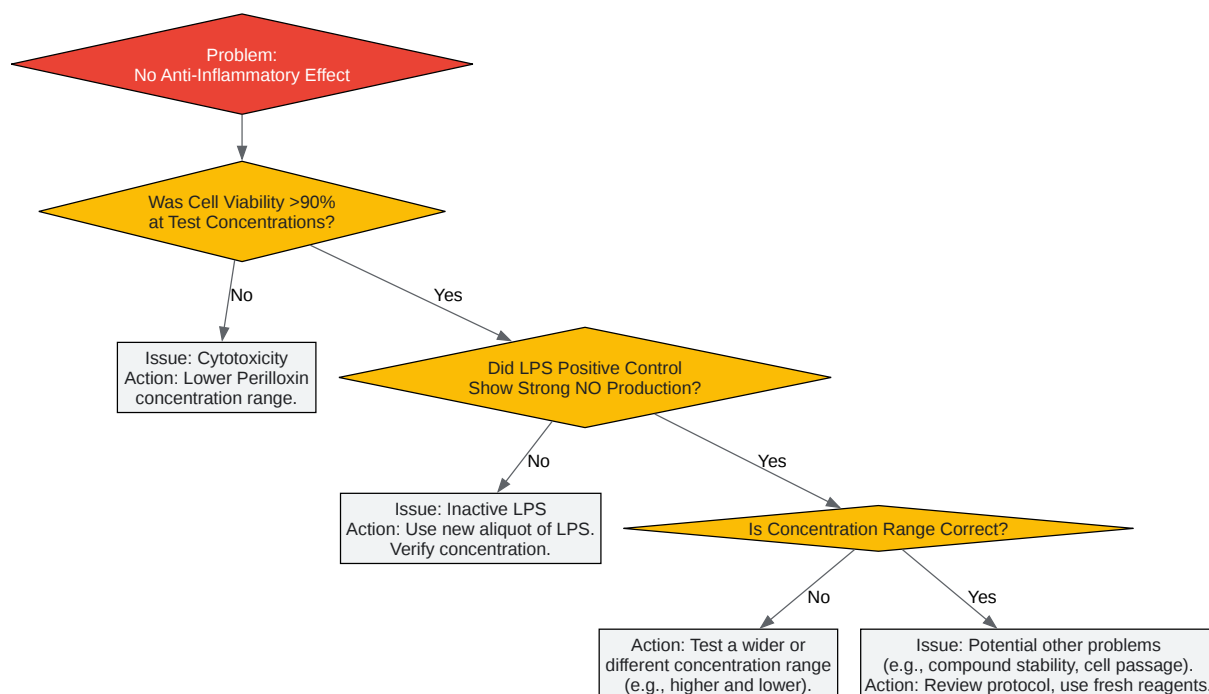 Problem:
No Anti-Inflammatory Effect
Was Cell Viability >90%
at Test Concentrations?
No
Yes
Issue: Cytotoxicity
Action: Lower Perilloxin
concentration range.
Did LPS Positive Control
Show Strong NO Production?
No
Yes
Issue: Inactive LPS
Action: Use new aliquot of LPS.
Verify concentration.
Is Concentration Range Correct?
No
Yes
Action: Test a wider or
different concentration range
(e.g., higher and lower).
Issue: Potential other problems
(e.g., compound stability, cell passage).
Action: Review protocol, use fresh reagents.